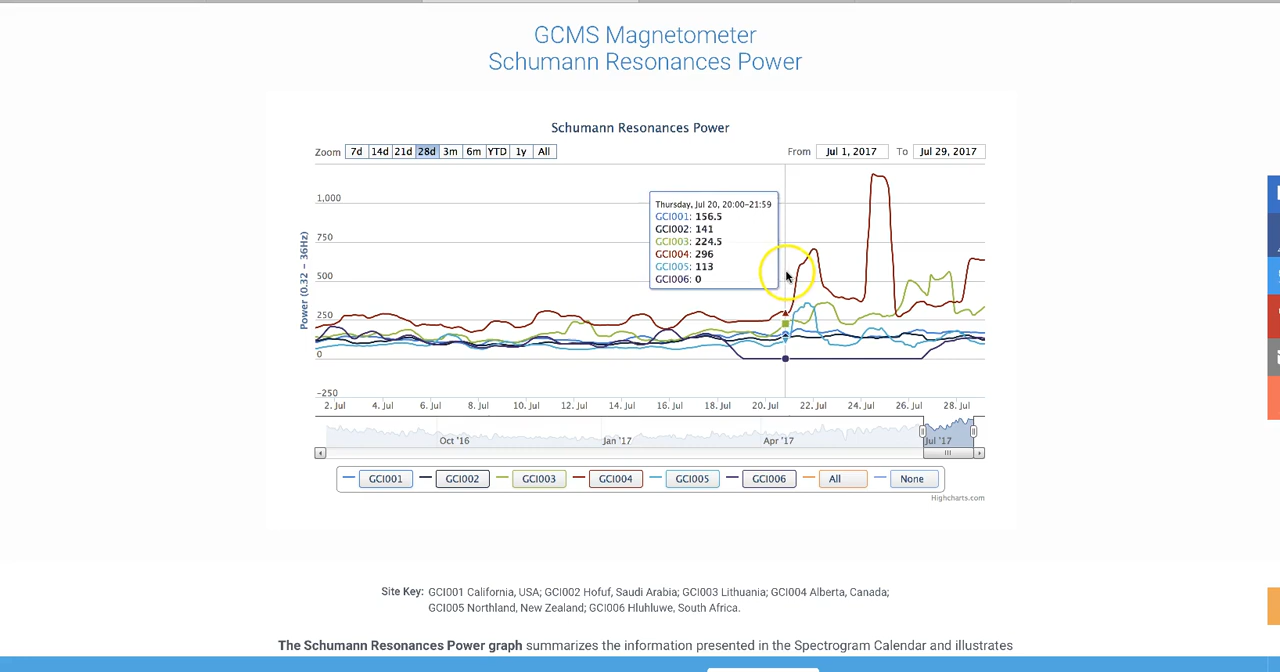 GCMS Magnetometer
Schumann Resonances Power
Schumann Resonances Power
Zoom 7d 14d 21d 28d 3m 6m YTD 1y All From Jul 1, 2017 To Jul 29, 2017
Power (0.32 - 36Hz)
1,000
750
500
250
0
-250
Thursday, Jul 20, 20:00-21:59
GCI001: 156.5
GCI002: 141
GCI003: 224.5
GCI004: 296
GCI005: 113
GCI006: 0
2. Jul 4. Jul 6. Jul 8. Jul 10. Jul 12. Jul 14. Jul 16. Jul 18. Jul 20. Jul 22. Jul 24. Jul 26. Jul 28. Jul
Oct '16 Jan '17 Apr '17 Jul '17
GCI001 GCI002 GCI003 GCI004 GCI005 GCI006 All None
Highcharts.com
Site Key: GCI001 California, USA; GCI002 Hofuf, Saudi Arabia; GCI003 Lithuania; GCI004 Alberta, Canada;
GCI005 Northland, New Zealand; GCI006 Hluhluwe, South Africa.
The Schumann Resonances Power graph summarizes the information presented in the Spectrogram Calendar and illustrates